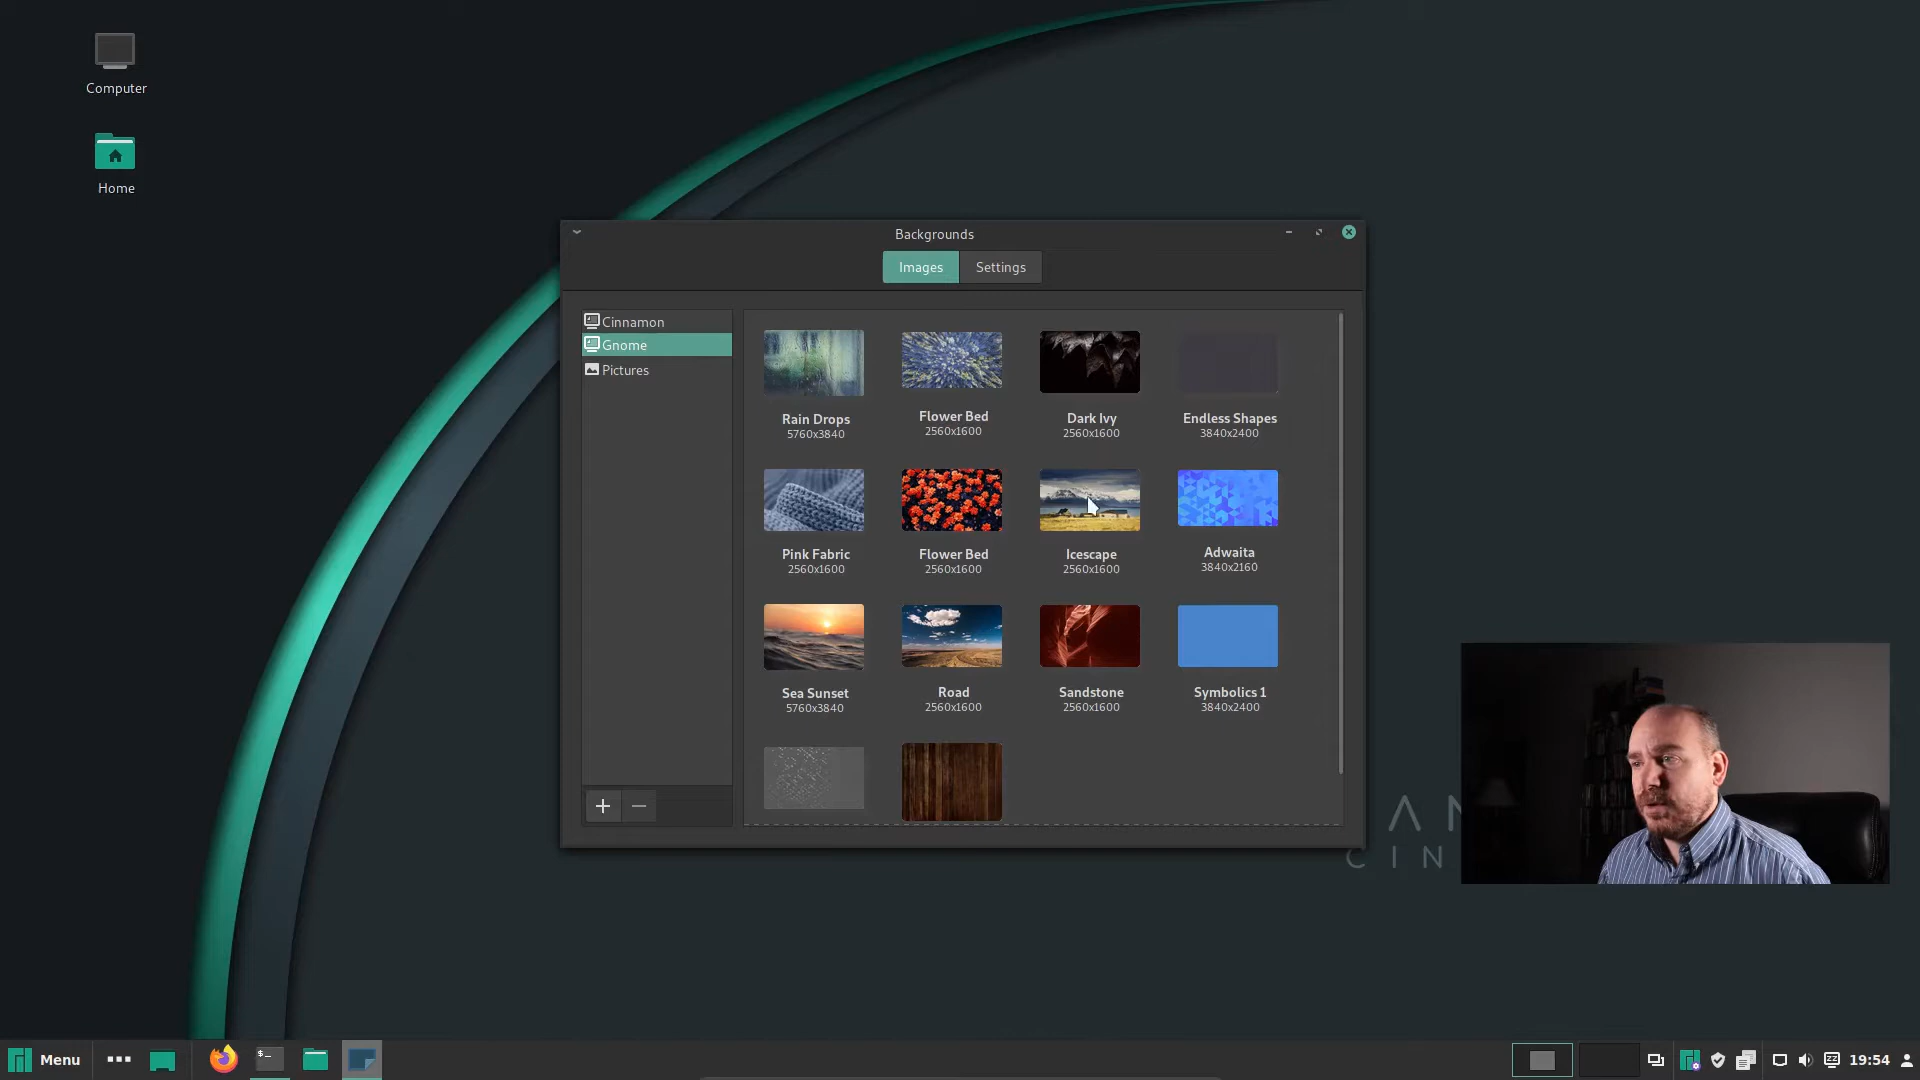 Computer
Home
Backgrounds
Images
Settings
Cinnamon
Gnome
Pictures
Rain Drops
5760x3840
Flower Bed
2560x1600
Dark Ivy
2560x1600
Endless Shapes
3840x2400
Pink Fabric
2560x1600
Flower Bed
2560x1600
Icescape
2560x1600
Adwaita
3840x2160
Sea Sunset
5760x3840
Road
2560x1600
Sandstone
2560x1600
Symbolics 1
3840x2400
CIN
Menu
19:54